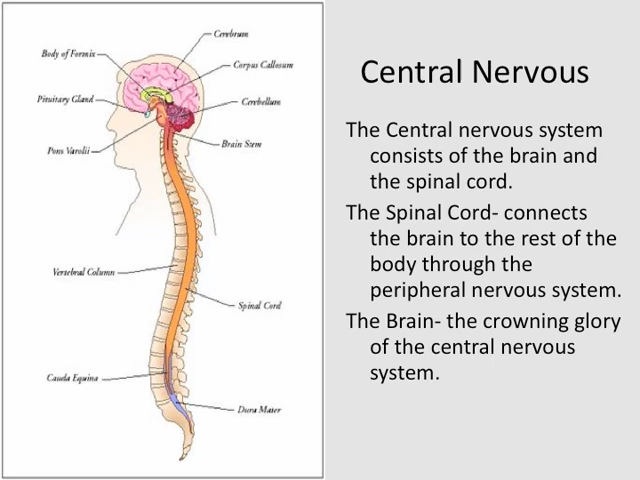 Cerebrum
Body of Fornix
Corpus Callosum
Pituitary Gland
Cerebellum
Pons Varolii
Brain Stem
Vertebral Column
Spinal Cord
Cauda Equina
Dura Mater
Central Nervous
The Central nervous system
consists of the brain and
the spinal cord.
The Spinal Cord- connects
the brain to the rest of the
body through the
peripheral nervous system.
The Brain- the crowning glory
of the central nervous
system.